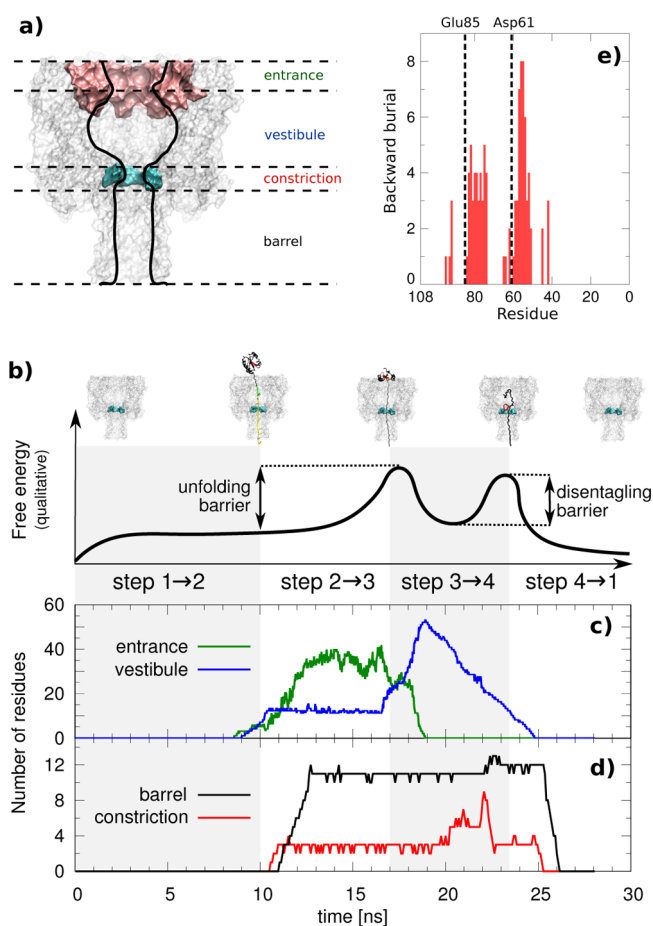 a)
entrance
vestibule
constriction
barrel
Glu85 Asp61
e)
Backward burial
8
6
4
2
0
108 80 60 40 20 0
Residue
b)
Free energy
(qualitative)
unfolding
barrier
disentagling
barrier
step 1→2 step 2→3 step 3→4 step 4→1
Number of residues
60
40
20
0
entrance
vestibule
c)
12
8
4
0
barrel
constriction
d)
0 5 10 15 20 25 30
time [ns]